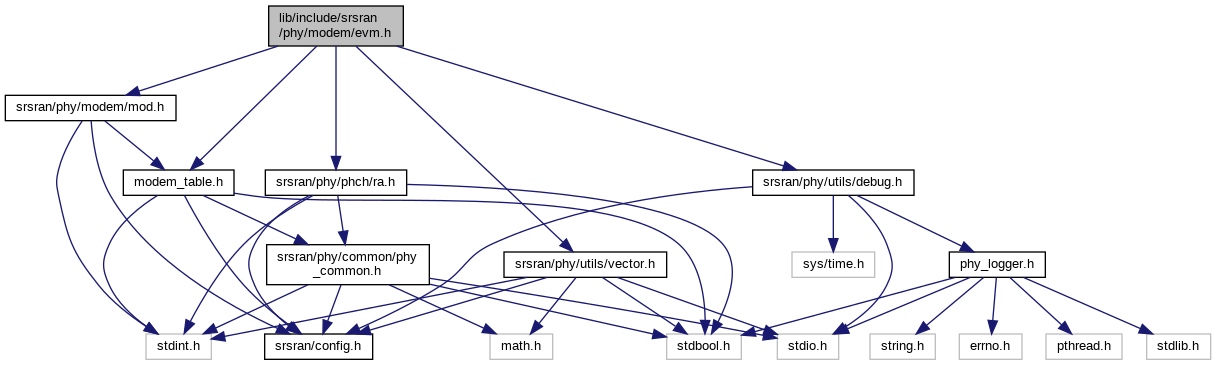 lib/include/srsran
/phy/modem/evm.h
srsran/phy/modem/mod.h
modem_table.h
srsran/phy/phch/ra.h
srsran/phy/utils/debug.h
srsran/phy/common/phy
_common.h
srsran/phy/utils/vector.h
sys/time.h
phy_logger.h
stdint.h
srsran/config.h
math.h
stdbool.h
stdio.h
string.h
errno.h
pthread.h
stdlib.h